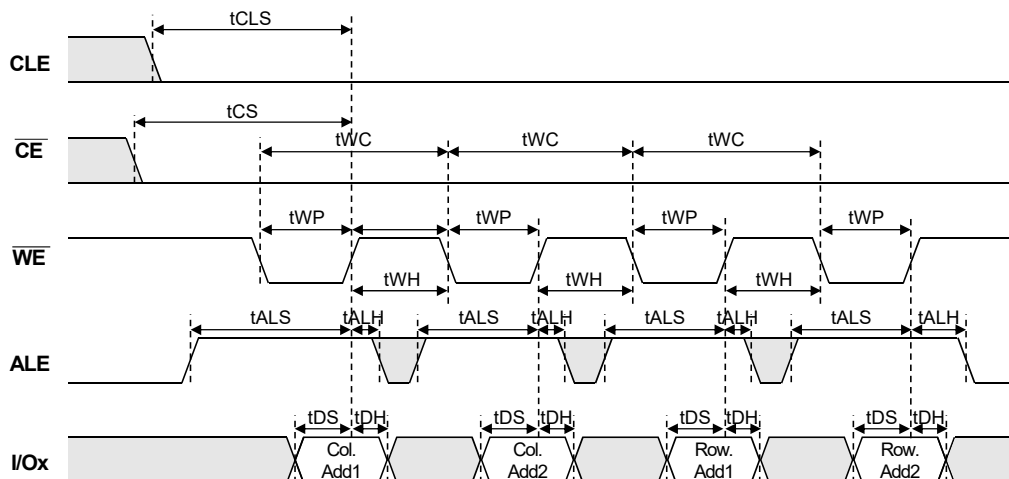 tCLS
CLE
tCS
CE
tWC tWC tWC
tWP tWP tWP tWP
WE
tWH tWH tWH
tALS tALH tALS tALH tALS tALH tALS tALH
ALE
tDS tDH tDS tDH tDS tDH tDS tDH
I/Ox
Col.
Add1
Col.
Add2
Row.
Add1
Row.
Add2